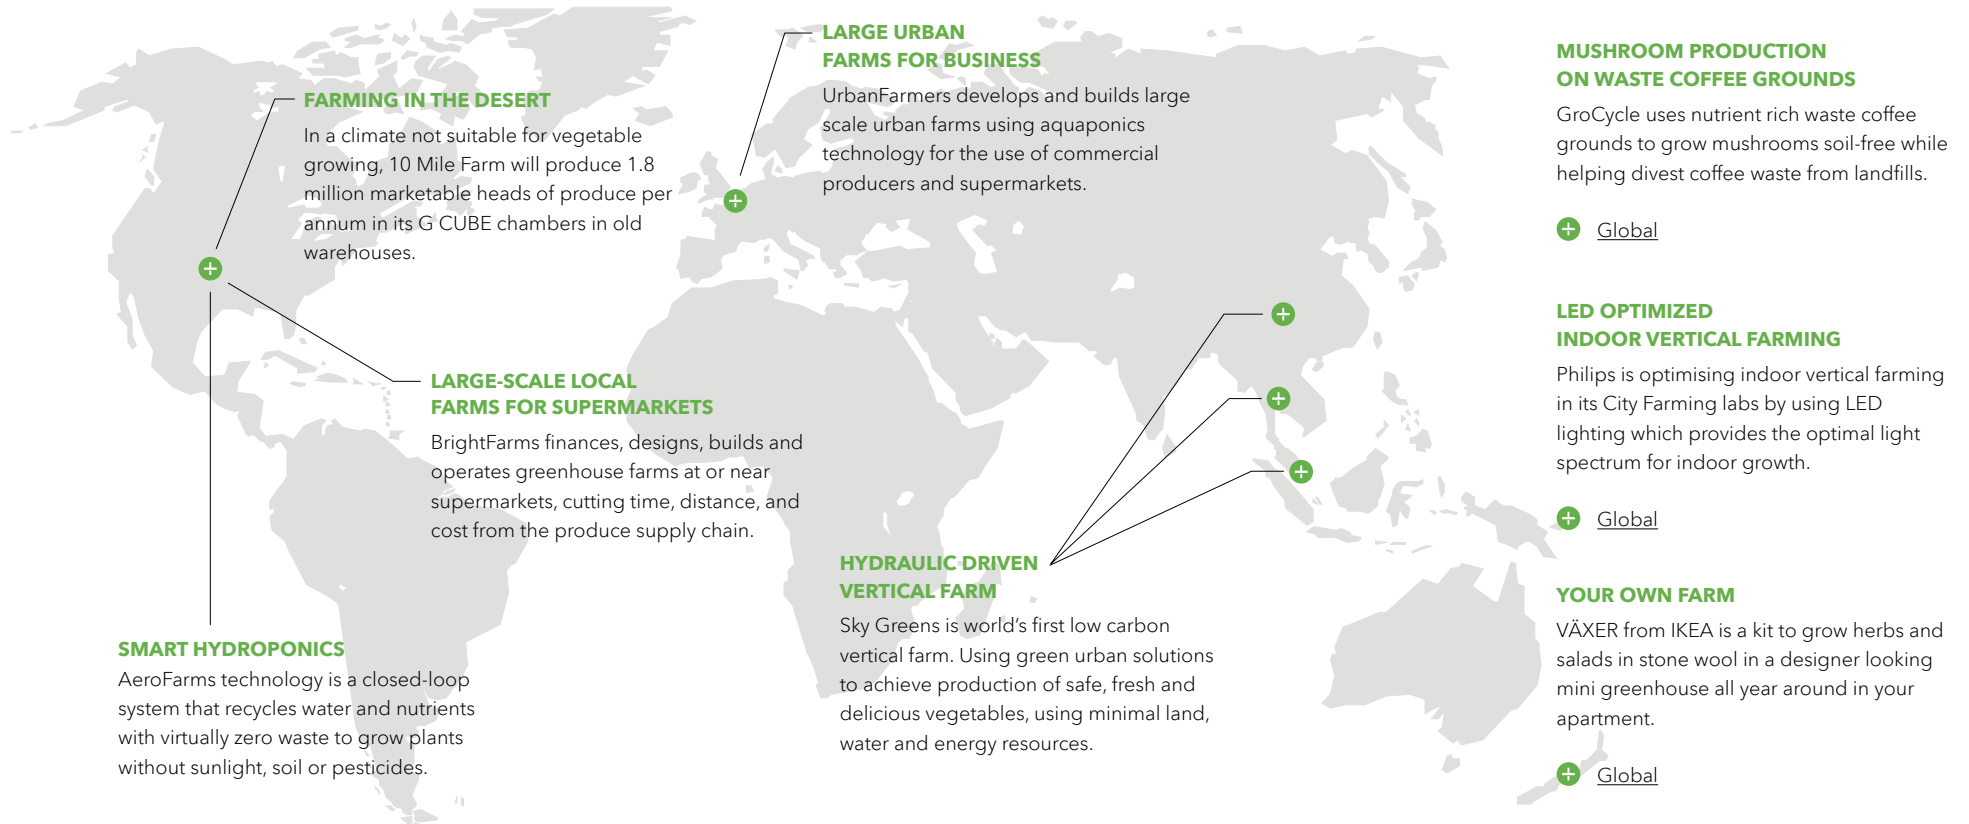 FARMING IN THE DESERT
In a climate not suitable for vegetable
growing, 10 Mile Farm will produce 1.8
million marketable heads of produce per
annum in its G CUBE chambers in old
warehouses.
LARGE URBAN
FARMS FOR BUSINESS
UrbanFarmers develops and builds large
scale urban farms using aquaponics
technology for the use of commercial
producers and supermarkets.
LARGE-SCALE LOCAL
FARMS FOR SUPERMARKETS
BrightFarms finances, designs, builds and
operates greenhouse farms at or near
supermarkets, cutting time, distance, and
cost from the produce supply chain.
SMART HYDROPONICS
AeroFarms technology is a closed-loop
system that recycles water and nutrients
with virtually zero waste to grow plants
without sunlight, soil or pesticides.
HYDRAULIC DRIVEN
VERTICAL FARM
Sky Greens is world's first low carbon
vertical farm. Using green urban solutions
to achieve production of safe, fresh and
delicious vegetables, using minimal land,
water and energy resources.
MUSHROOM PRODUCTION
ON WASTE COFFEE GROUNDS
GroCycle uses nutrient rich waste coffee
grounds to grow mushrooms soil-free while
helping divest coffee waste from landfills.
Global
LED OPTIMIZED
INDOOR VERTICAL FARMING
Philips is optimising indoor vertical farming
in its City Farming labs by using LED
lighting which provides the optimal light
spectrum for indoor growth.
Global
YOUR OWN FARM
VÄXER from IKEA is a kit to grow herbs and
salads in stone wool in a designer looking
mini greenhouse all year around in your
apartment.
Global